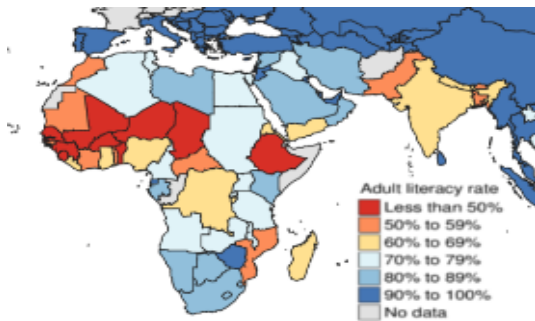 Adult literacy rate
Less than 50%
50% to 59%
60% to 69%
70% to 79%
80% to 89%
90% to 100%
No data